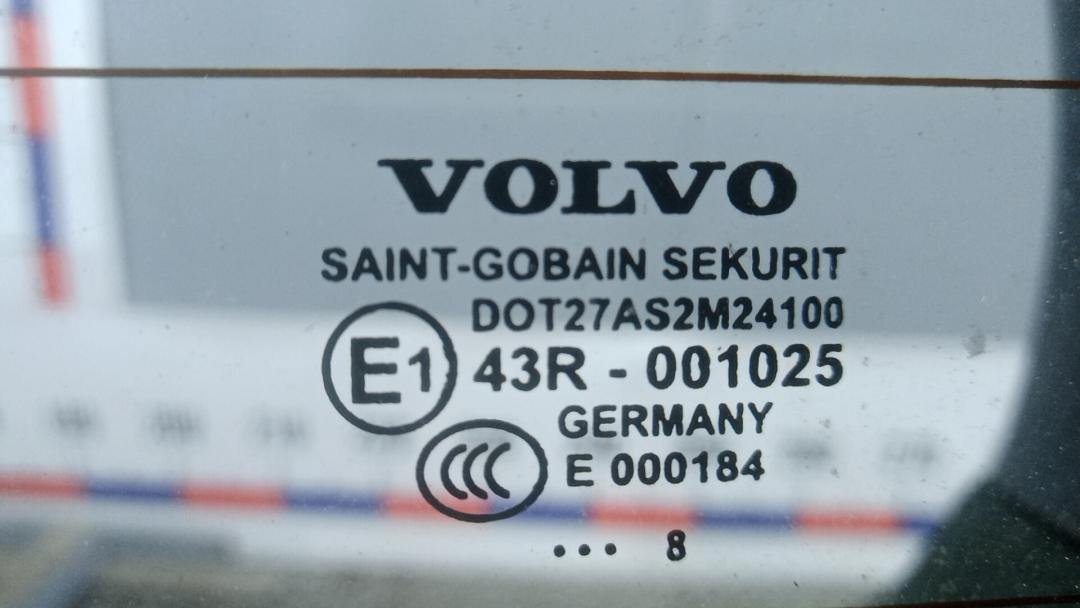 VOLVO
SAINT-GOBAIN SEKURIT
DOT27AS2M24100
E1 43R - 001025
GERMANY
CCC E 000184
... 8